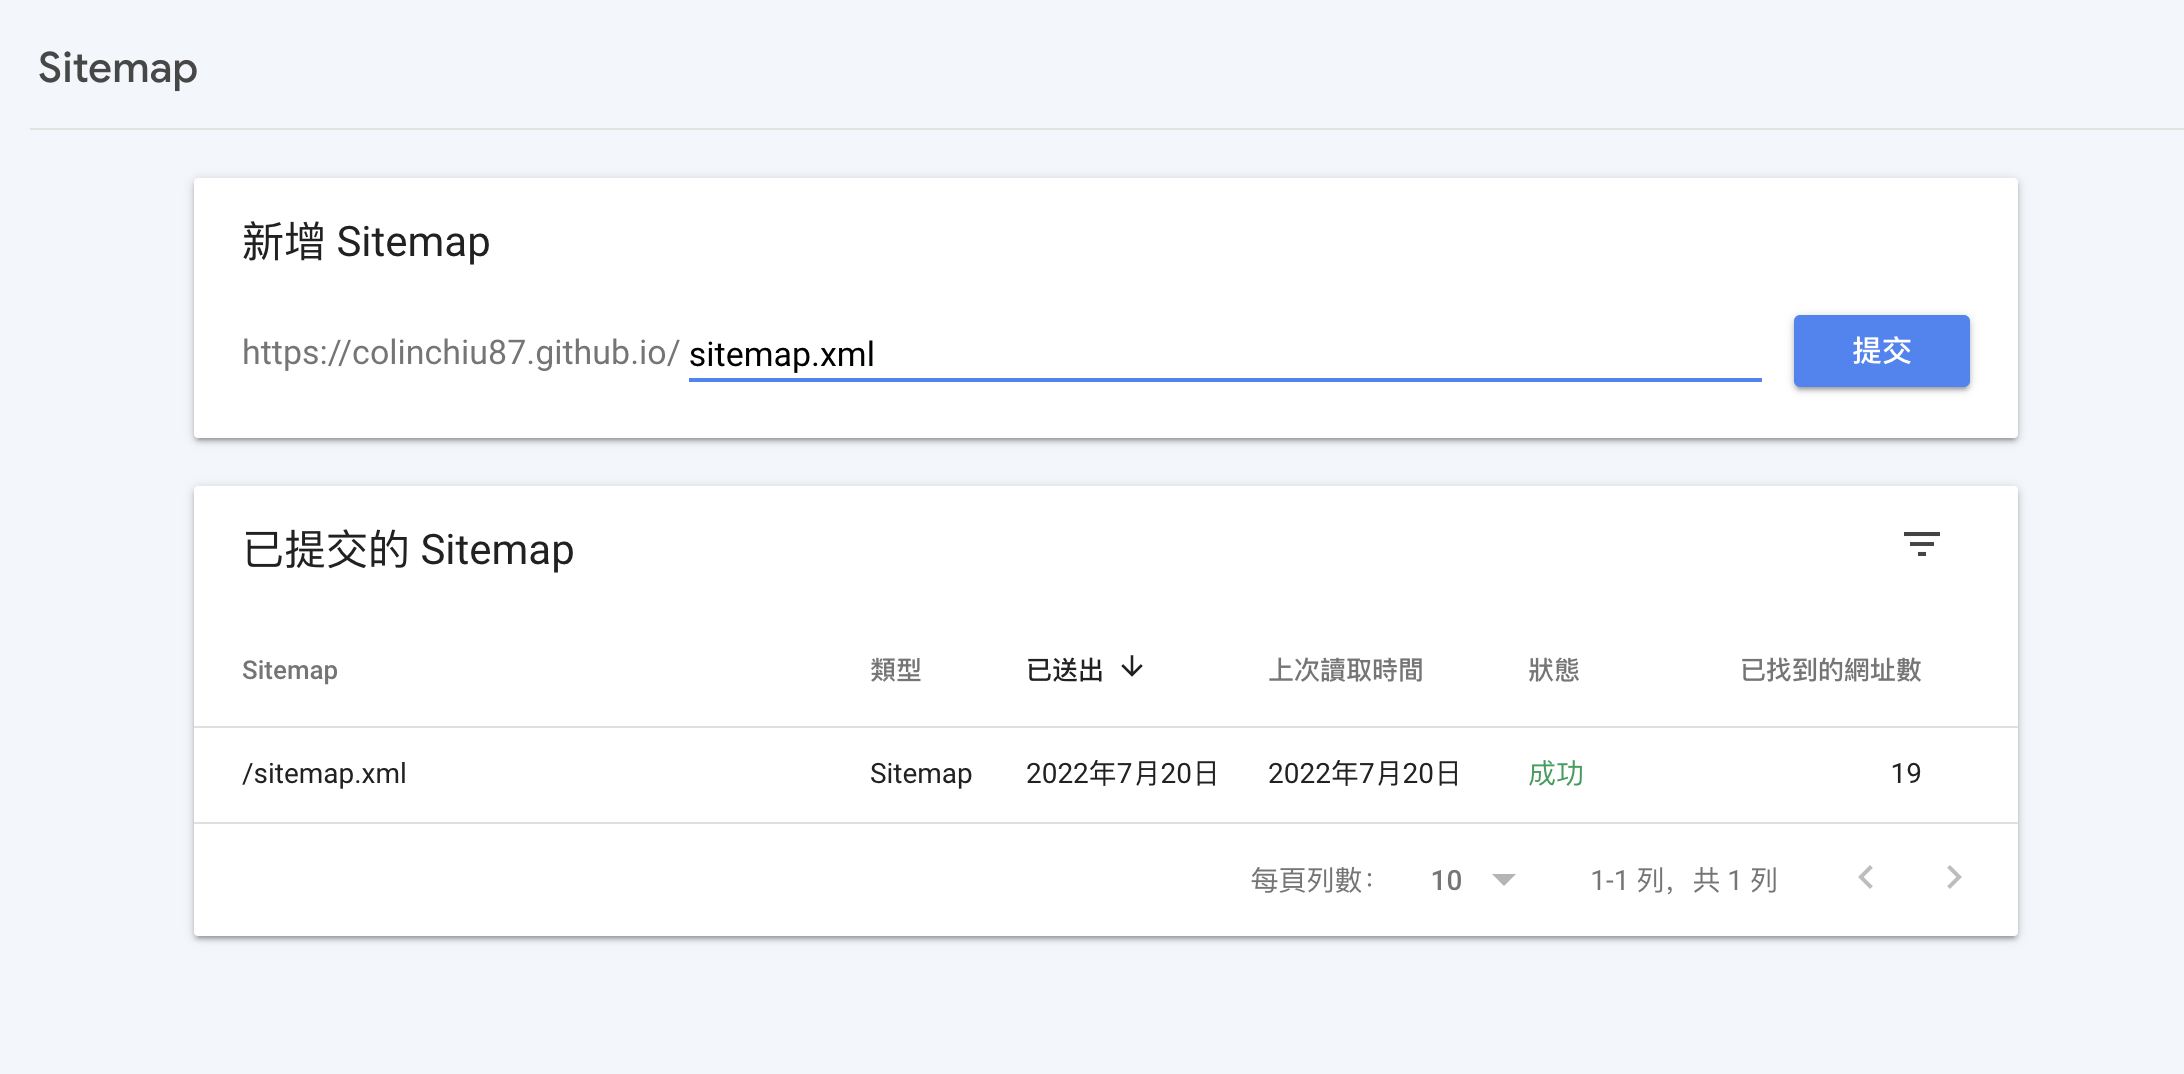 Sitemap
新增 Sitemap
https://colinchiu87.github.io/ sitemap.xml 提交
已提交的 Sitemap
Sitemap 類型 已送出 ↓ 上次讀取時間 狀態 已找到的網址數
/sitemap.xml Sitemap 2022年7月20日 2022年7月20日 成功 19
每頁列數： 10 1-1 列，共 1 列